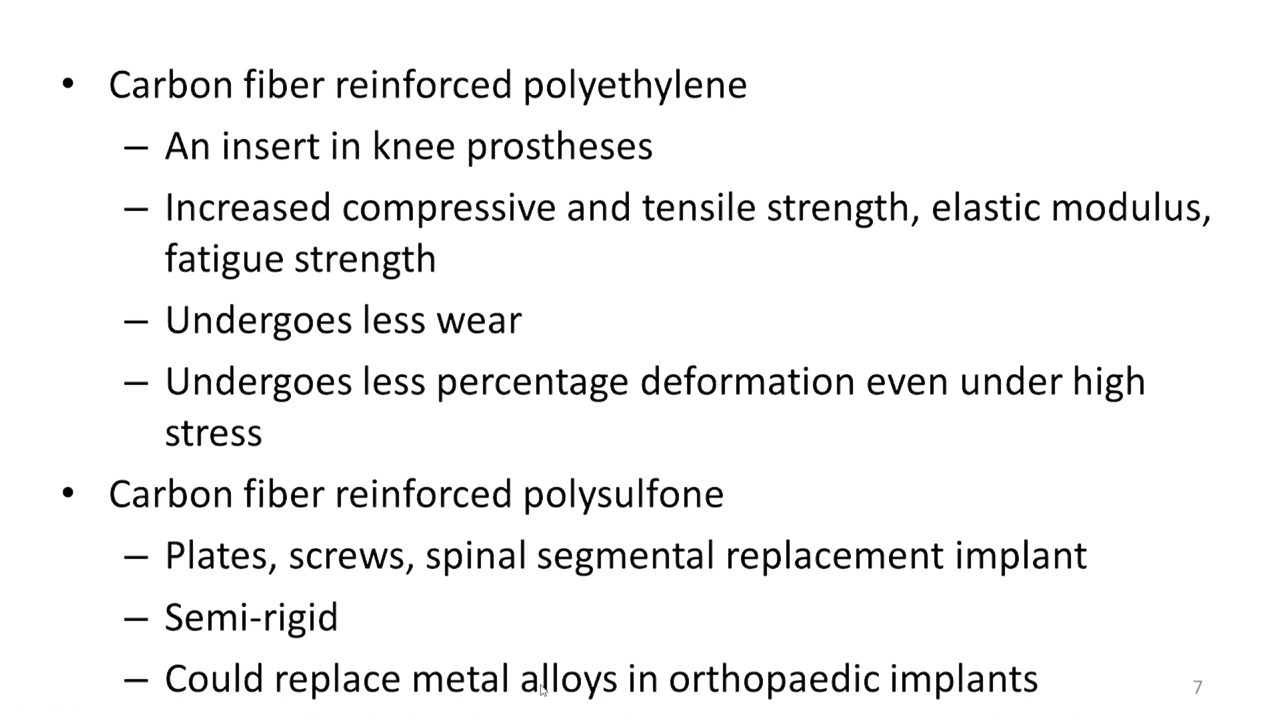 • Carbon fiber reinforced polyethylene
– An insert in knee prostheses
– Increased compressive and tensile strength, elastic modulus,
fatigue strength
– Undergoes less wear
– Undergoes less percentage deformation even under high
stress
• Carbon fiber reinforced polysulfone
– Plates, screws, spinal segmental replacement implant
– Semi-rigid
– Could replace metal alloys in orthopaedic implants
7